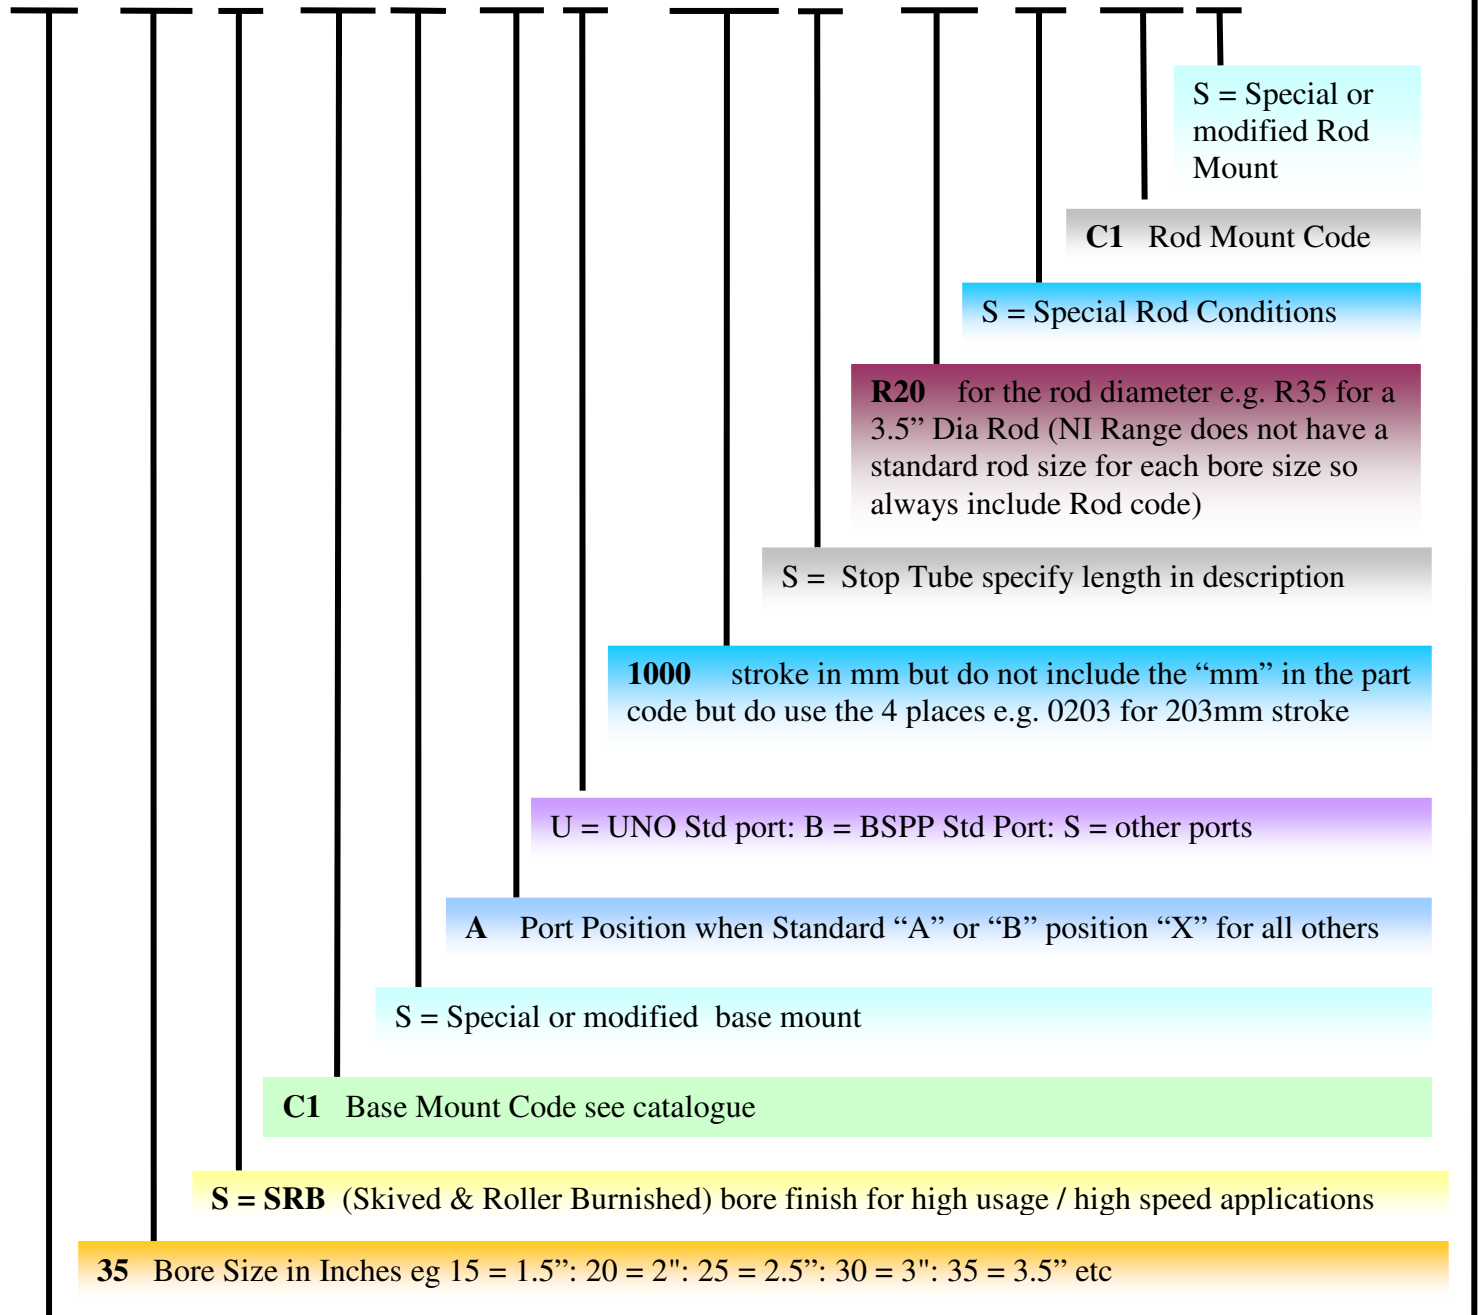 S = Special or
modified Rod
Mount
C1 Rod Mount Code
S = Special Rod Conditions
R20 for the rod diameter e.g. R35 for a
3.5” Dia Rod (NI Range does not have a
standard rod size for each bore size so
always include Rod code)
S = Stop Tube specify length in description
1000 stroke in mm but do not include the “mm” in the part
code but do use the 4 places e.g. 0203 for 203mm stroke
U = UNO Std port: B = BSPP Std Port: S = other ports
A Port Position when Standard “A” or “B” position “X” for all others
S = Special or modified base mount
C1 Base Mount Code see catalogue
S = SRB (Skived & Roller Burnished) bore finish for high usage / high speed applications
35 Bore Size in Inches eg 15 = 1.5”: 20 = 2": 25 = 2.5”: 30 = 3": 35 = 3.5” etc